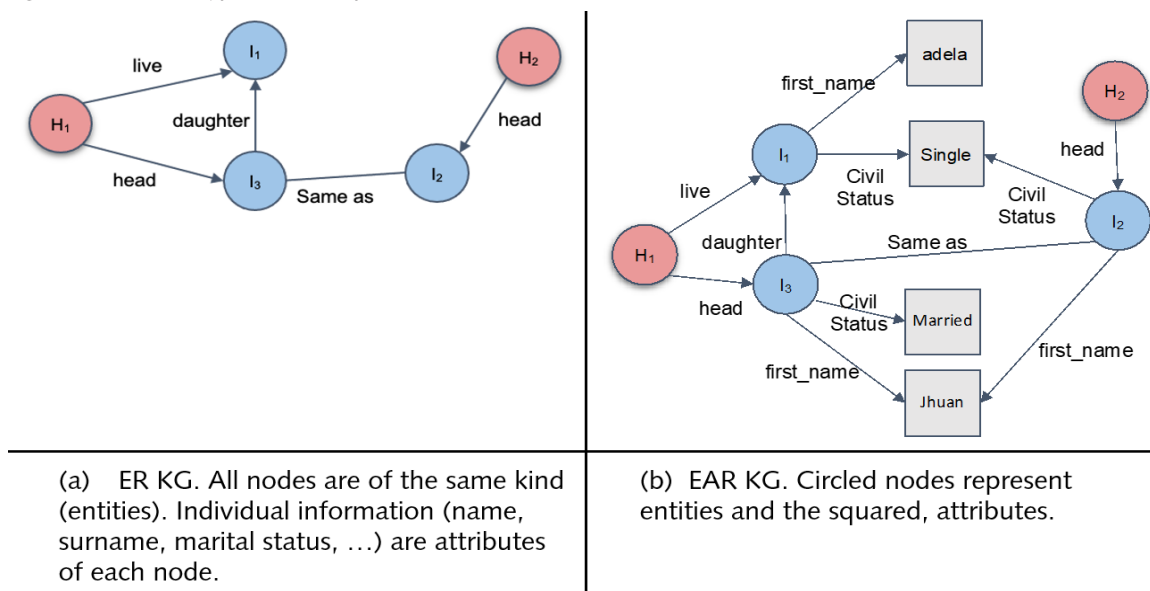 I₁
H₂
live
H₁
daughter
head
head
I₃
Same as
I₂
adela
first_name
H₂
I₁
Single
head
live
Civil
Status
Civil
Status
I₂
H₁
daughter
Same as
I₃
head
Civil
Status
Married
first_name
first_name
Jhuan
(a) ER KG. All nodes are of the same kind
(entities). Individual information (name,
surname, marital status, …) are attributes
of each node.
(b) EAR KG. Circled nodes represent
entities and the squared, attributes.